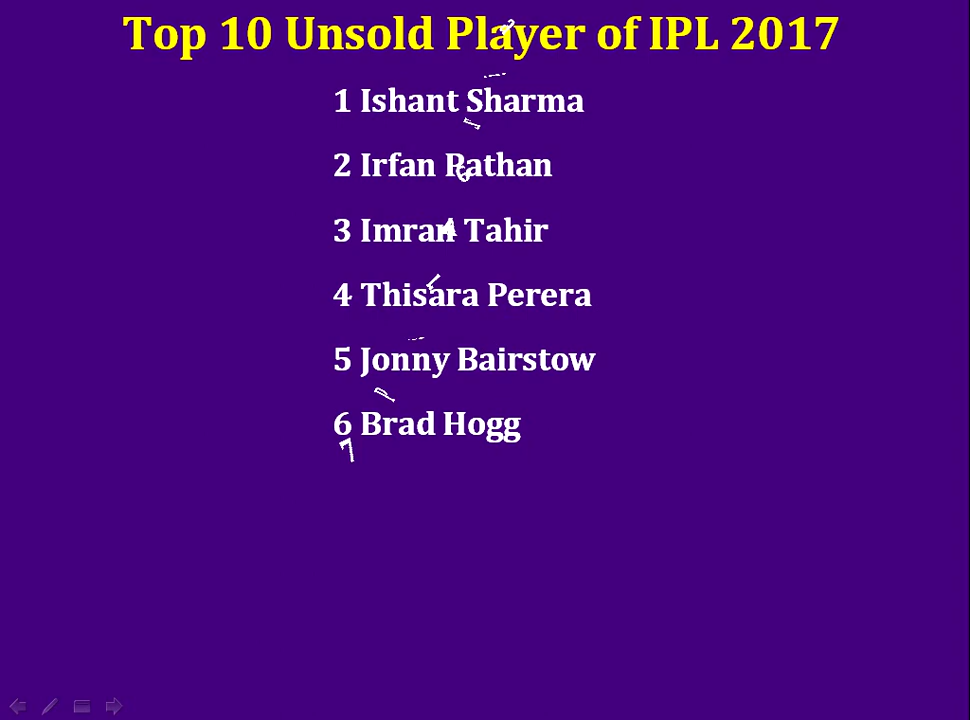 Top 10 Unsold Player of IPL 2017
1 Ishant Sharma
2 Irfan Pathan
3 Imran Tahir
4 Thisara Perera
5 Jonny Bairstow
6 Brad Hogg
7